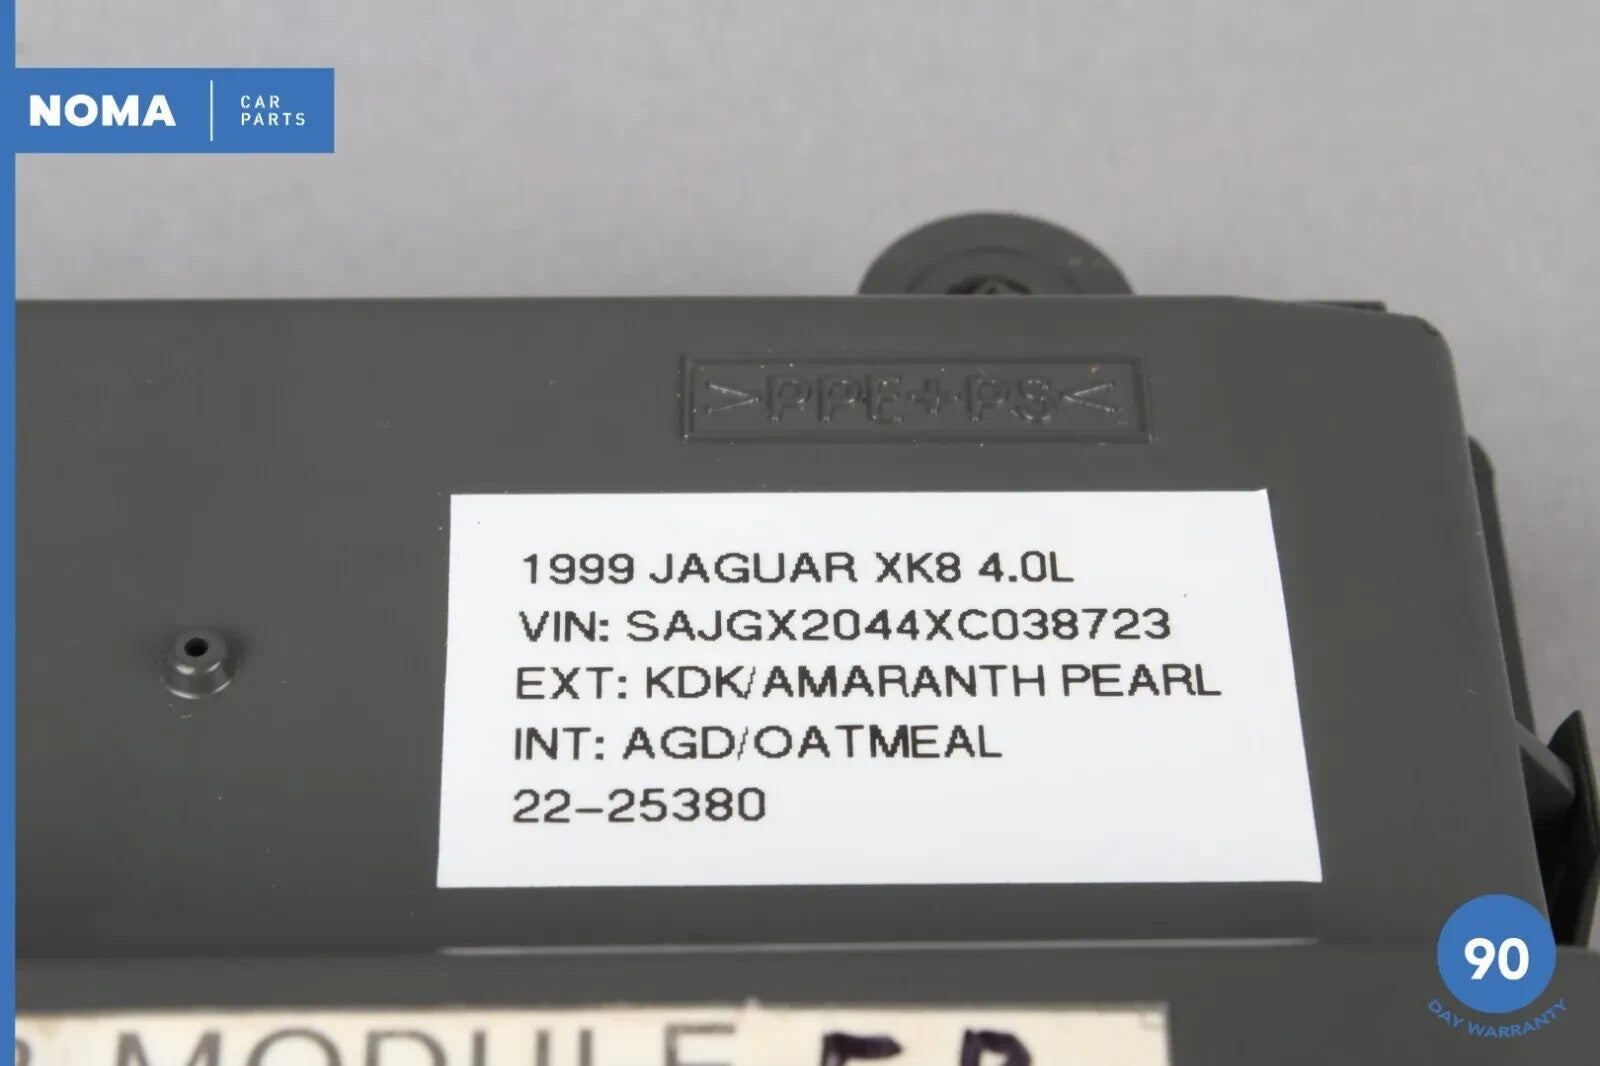 NOMA
CAR
PARTS
>PPE+PS<
1999 JAGUAR XK8 4.0L
VIN: SAJGX2044XC038723
EXT: KDK/AMARANTH PEARL
INT: AGD/OATMEAL
22-25380
90
DAY WARRANTY
MODULE